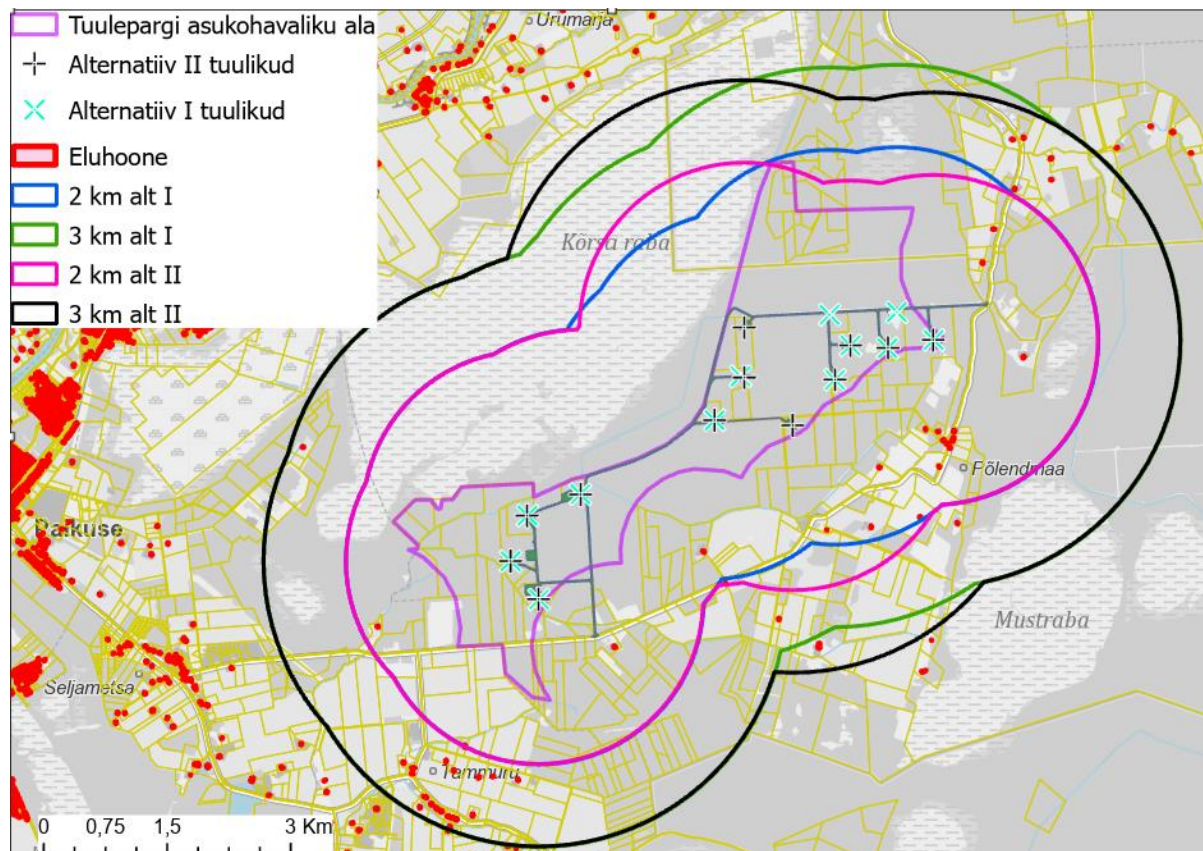 Tuulepargi asukohavaliku ala
Alternatiiv II tuulikud
Alternatiiv I tuulikud
Eluhoone
2 km alt I
3 km alt I
2 km alt II
3 km alt II
Urumarja
Kõrsa raba
Põlendmaa
Paikuse
Mustraba
Seljametsa
Tammuru
0 0,75 1,5 3 Km